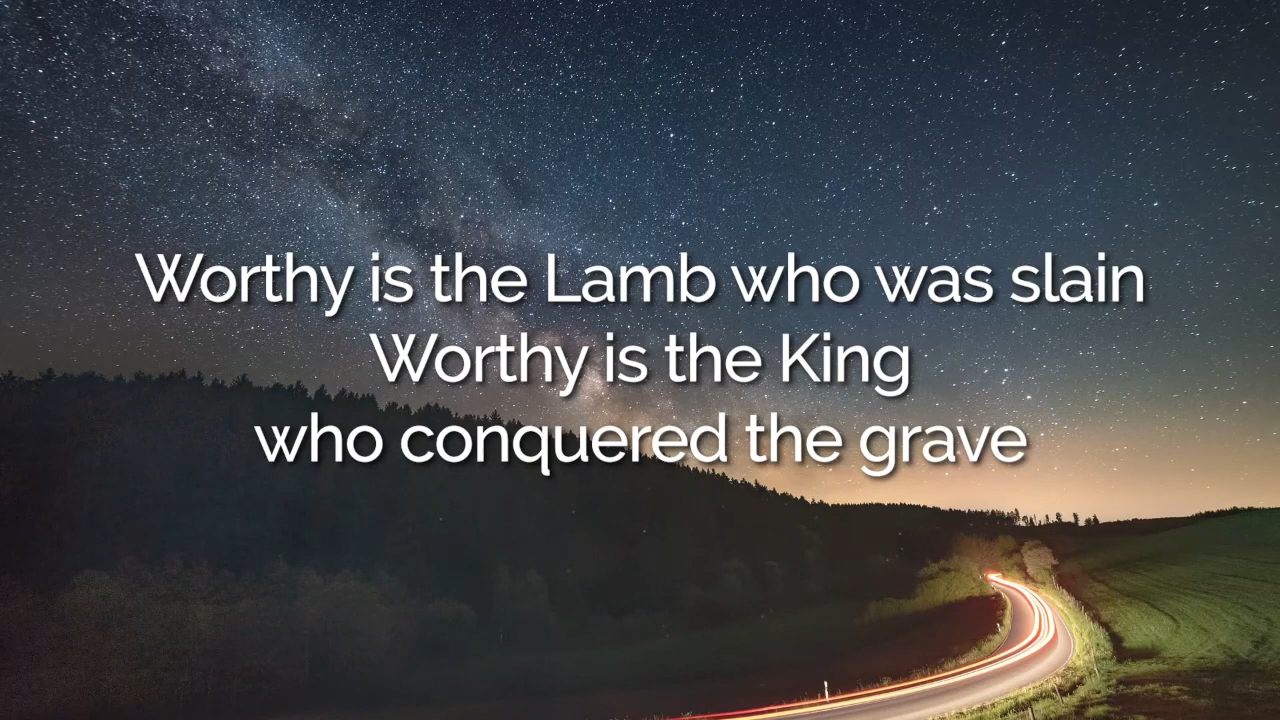 Worthy is the Lamb who was slain
Worthy is the King
who conquered the grave